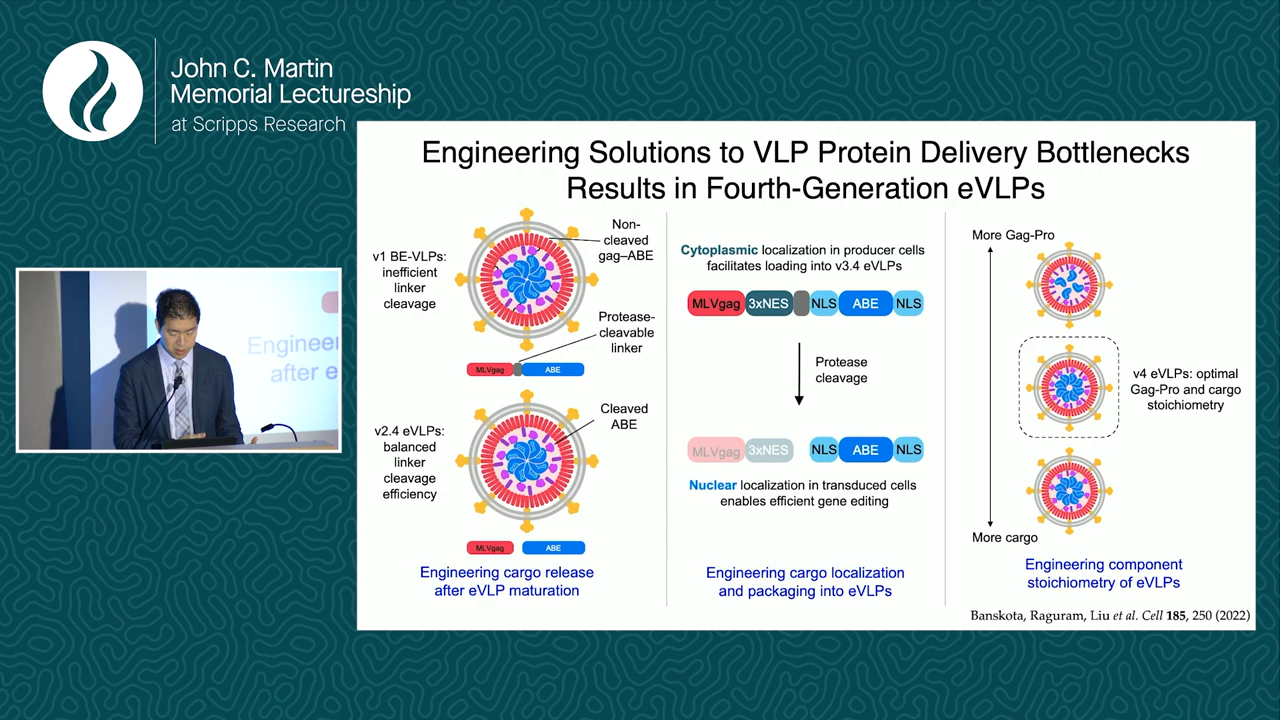 John C. Martin
Memorial Lectureship
at Scripps Research
Engineering Solutions to VLP Protein Delivery Bottlenecks
Results in Fourth-Generation eVLPs
v1 BE-VLPs:
inefficient
linker
cleavage
Non-
cleaved
gag–ABE
Protease-
cleavable
linker
MLVgag ABE
v2.4 eVLPs:
balanced
linker
cleavage
efficiency
Cleaved
ABE
MLVgag ABE
Engineering cargo release
after eVLP maturation
Cytoplasmic localization in producer cells
facilitates loading into v3.4 eVLPs
MLVgag 3xNES NLS ABE NLS
Protease
cleavage
MLVgag 3xNES NLS ABE NLS
Nuclear localization in transduced cells
enables efficient gene editing
Engineering cargo localization
and packaging into eVLPs
More Gag-Pro
v4 eVLPs: optimal
Gag-Pro and cargo
stoichiometry
More cargo
Engineering component
stoichiometry of eVLPs
Banskota, Raguram, Liu et al. Cell 185, 250 (2022)
Enginee
after e